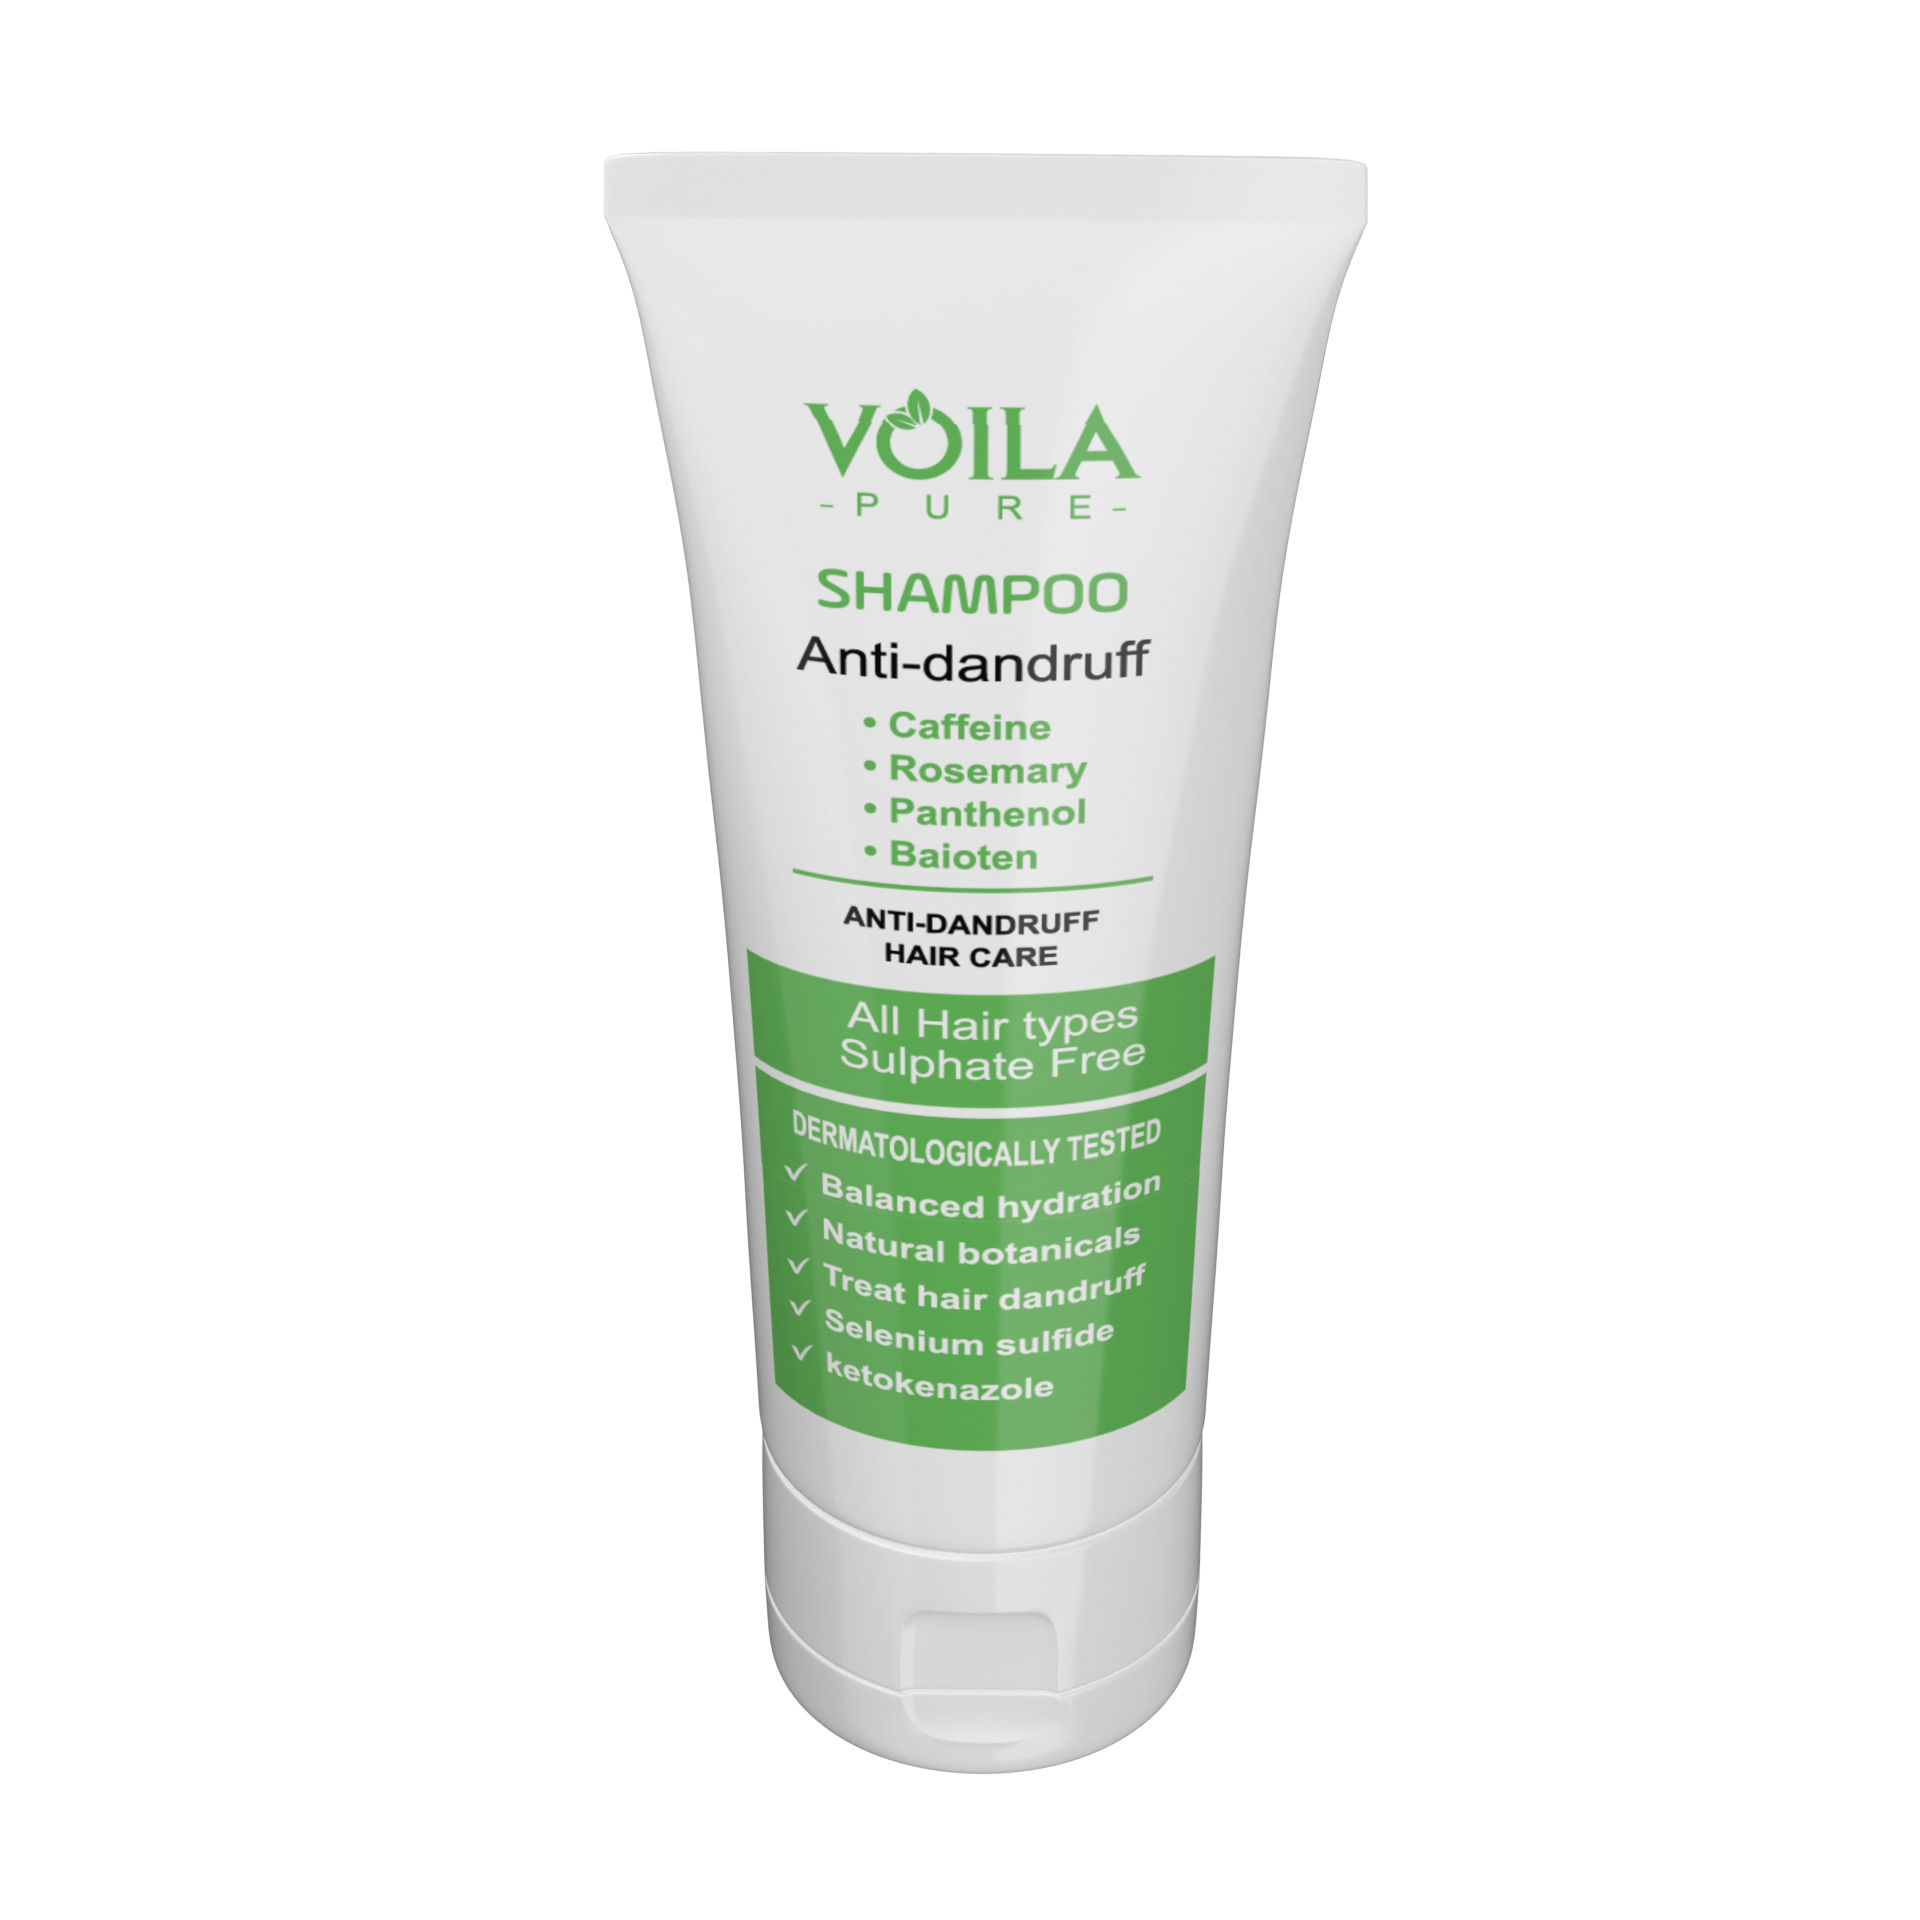 VOILA
- P U R E -
SHAMPOO
Anti-dandruff
• Caffeine
• Rosemary
• Panthenol
• Baioten
ANTI-DANDRUFF
HAIR CARE
All Hair types
Sulphate Free
DERMATOLOGICALLY TESTED
✓ Balanced hydration
✓ Natural botanicals
✓ Treat hair dandruff
✓ Selenium sulfide
✓ ketokenazole